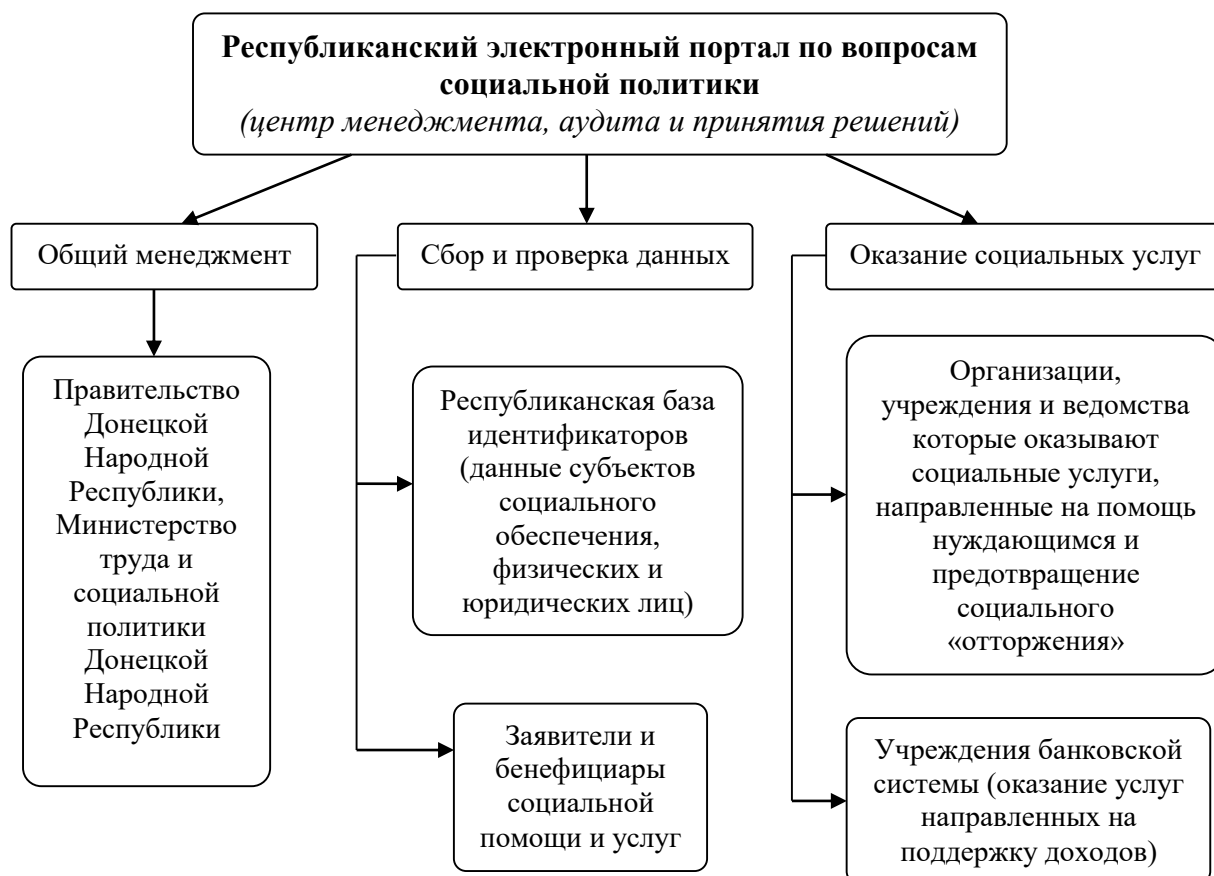 Республиканский электронный портал по вопросам
социальной политики
(центр менеджмента, аудита и принятия решений)
Общий менеджмент
Сбор и проверка данных
Оказание социальных услуг
Правительство
Донецкой
Народной
Республики,
Министерство
труда и
социальной
политики
Донецкой
Народной
Республики
Республиканская база
идентификаторов
(данные субъектов
социального
обеспечения,
физических и
юридических лиц)
Заявители и
бенефициары
социальной
помощи и услуг
Организации,
учреждения и ведомства
которые оказывают
социальные услуги,
направленные на помощь
нуждающимся и
предотвращение
социального
«отторжения»
Учреждения банковской
системы (оказание услуг
направленных на
поддержку доходов)